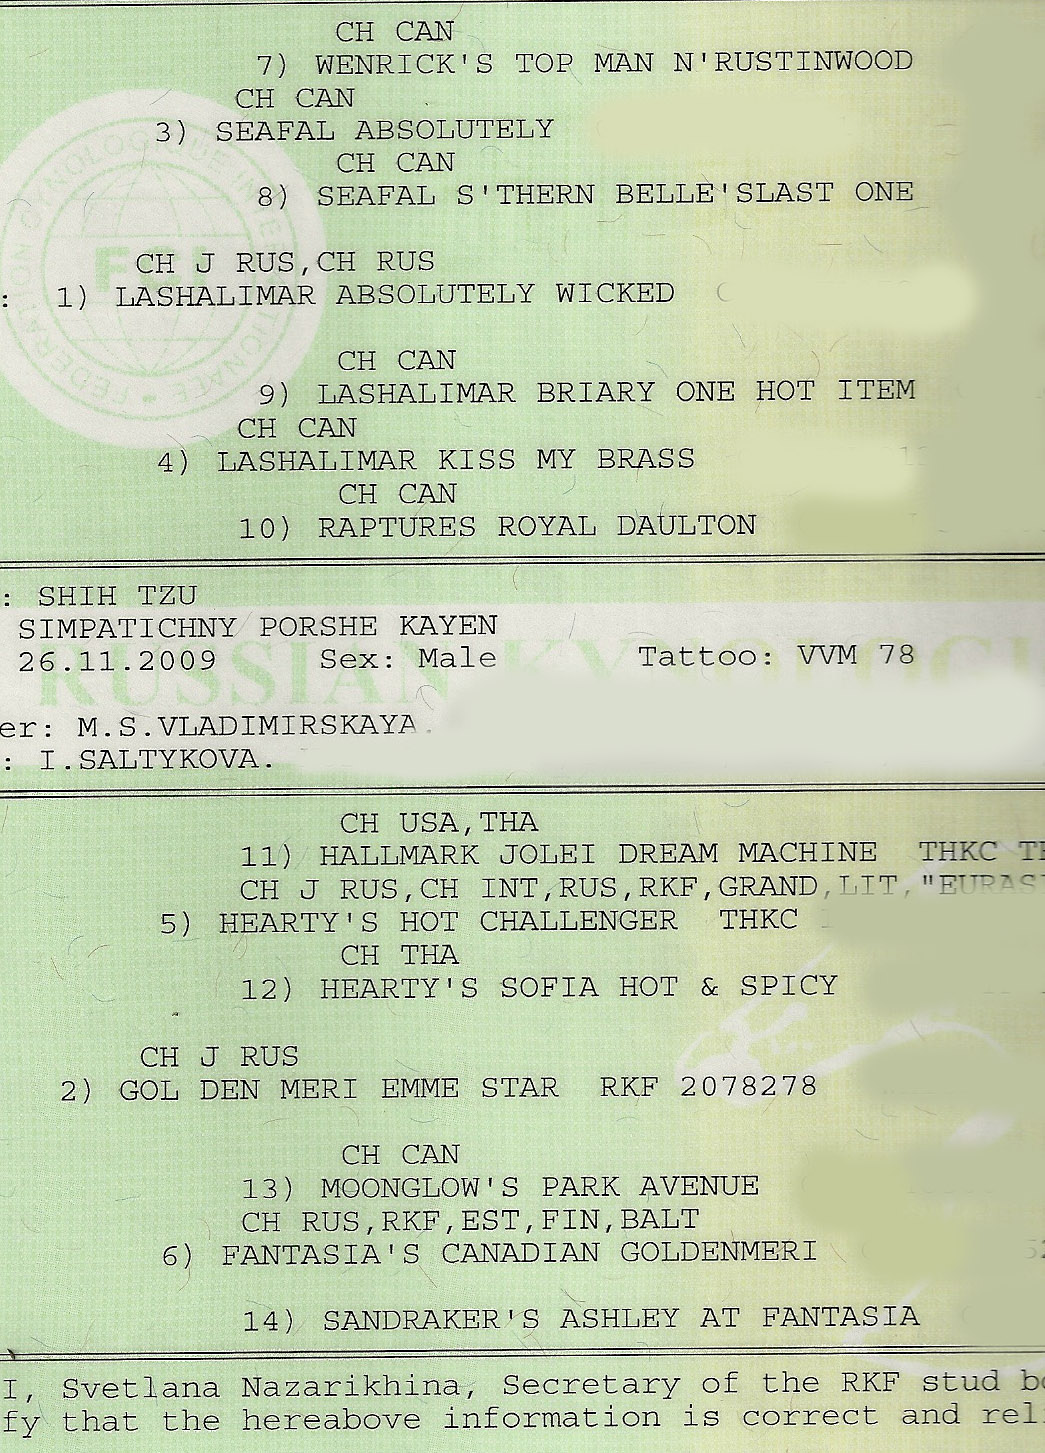 CH CAN
7) WENRICK'S TOP MAN N'RUSTINWOOD
CH CAN
3) SEAFAL ABSOLUTELY
CH CAN
8) SEAFAL S'THERN BELLE'SLAST ONE
CH J RUS,CH RUS
: 1) LASHALIMAR ABSOLUTELY WICKED
CH CAN
9) LASHALIMAR BRIARY ONE HOT ITEM
CH CAN
4) LASHALIMAR KISS MY BRASS
CH CAN
10) RAPTURES ROYAL DAULTON
FCI
: SHIH TZU
SIMPATICHNY PORSHE KAYEN
26.11.2009 Sex: Male Tattoo: VVM 78
RUSSIAN KYNOLOGI
er: M.S.VLADIMIRSKAYA.
: I.SALTYKOVA.
CH USA,THA
11) HALLMARK JOLEI DREAM MACHINE THKC
CH J RUS,CH INT,RUS,RKF,GRAND,LIT,"EURAS
5) HEARTY'S HOT CHALLENGER THKC
CH THA
12) HEARTY'S SOFIA HOT & SPICY
CH J RUS
2) GOL DEN MERI EMME STAR RKF 2078278
CH CAN
13) MOONGLOW'S PARK AVENUE
CH RUS,RKF,EST,FIN,BALT
6) FANTASIA'S CANADIAN GOLDENMERI
14) SANDRAKER'S ASHLEY AT FANTASIA
I, Svetlana Nazarikhina, Secretary of the RKF stud bo
fy that the hereabove information is correct and reli